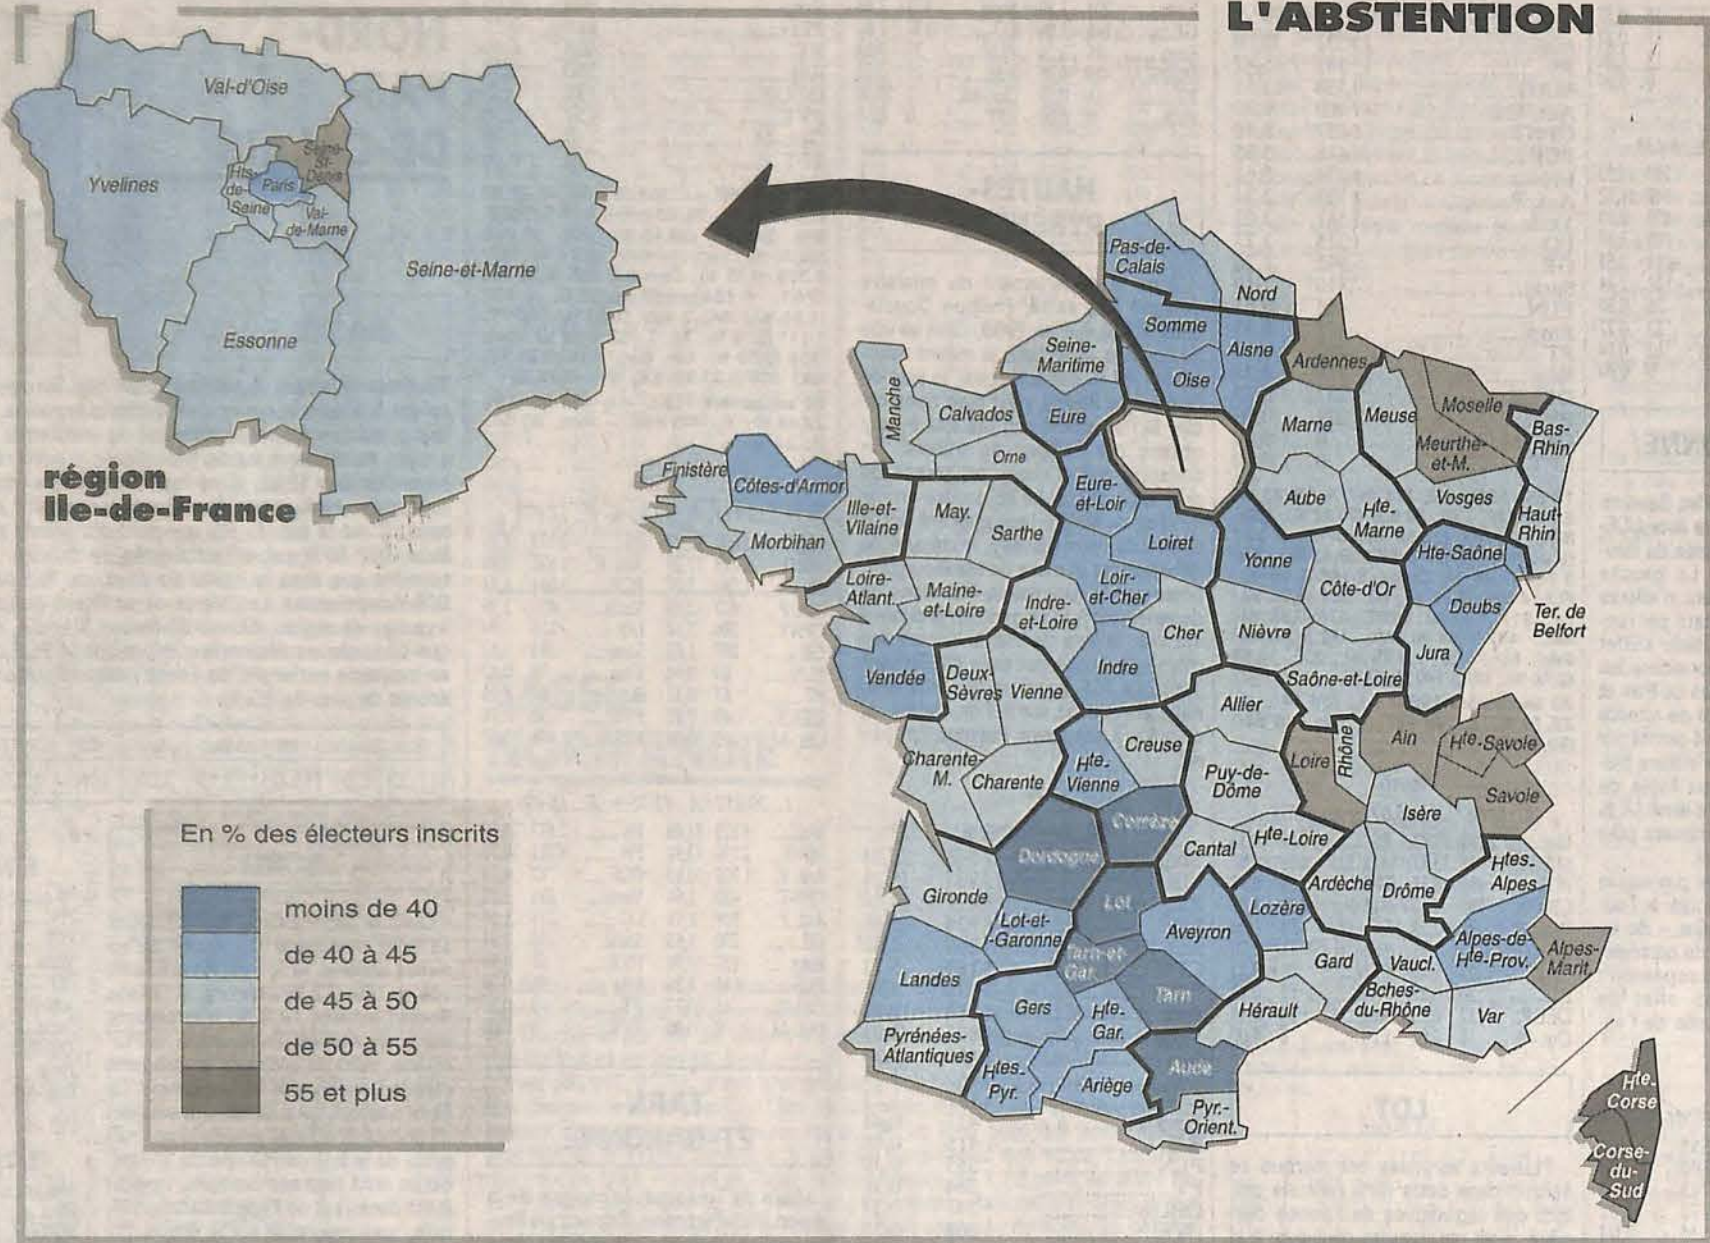 L'ABSTENTION
Val-d'Oise
Yvelines
Seine-
St-
Denis
Hts-
de-
Seine
Paris
Val-
de-Marne
Seine-et-Marne
Essonne
région
Ile-de-France
Pas-de-
Calais
Nord
Somme
Aisne
Oise
Seine-
Maritime
Eure
Ardennes
Manche
Calvados
Orne
Marne
Meuse
Moselle
Meurthe-
et-M.
Bas-
Rhin
Finistère
Côtes-d'Armor
Ille-et-
Vilaine
Morbihan
May.
Sarthe
Eure-
et-Loir
Loiret
Aube
Hte-
Marne
Vosges
Haut-
Rhin
Yonne
Hte-Saône
Doubs
Ter. de
Belfort
Loire-
Atlant.
Maine-
et-Loire
Indre-
et-Loire
Loir-
et-Cher
Cher
Nièvre
Côte-d'Or
Jura
Vendée
Deux-
Sèvres
Vienne
Indre
Saône-et-Loire
Allier
Charente-
M.
Charente
Hte-
Vienne
Creuse
Puy-de-
Dôme
Loire
Rhône
Ain
Hte-Savoie
Savoie
Isère
Dordogne
Corrèze
Cantal
Hte-Loire
Ardèche
Drôme
Htes-
Alpes
Gironde
Lot-et-
-Garonne
Lot
Aveyron
Lozère
Landes
Tarn-et-
Gar.
Tarn
Gard
Vaucl.
Alpes-de-
Hte-Prov.
Alpes-
Marit.
Gers
Hte-
Gar.
Hérault
Bches-
du-Rhône
Var
Pyrénées-
Atlantiques
Htes-
Pyr.
Ariège
Aude
Pyr.-
Orient.
Hte-
Corse
Corse-
du-
Sud
En % des électeurs inscrits
moins de 40
de 40 à 45
de 45 à 50
de 50 à 55
55 et plus